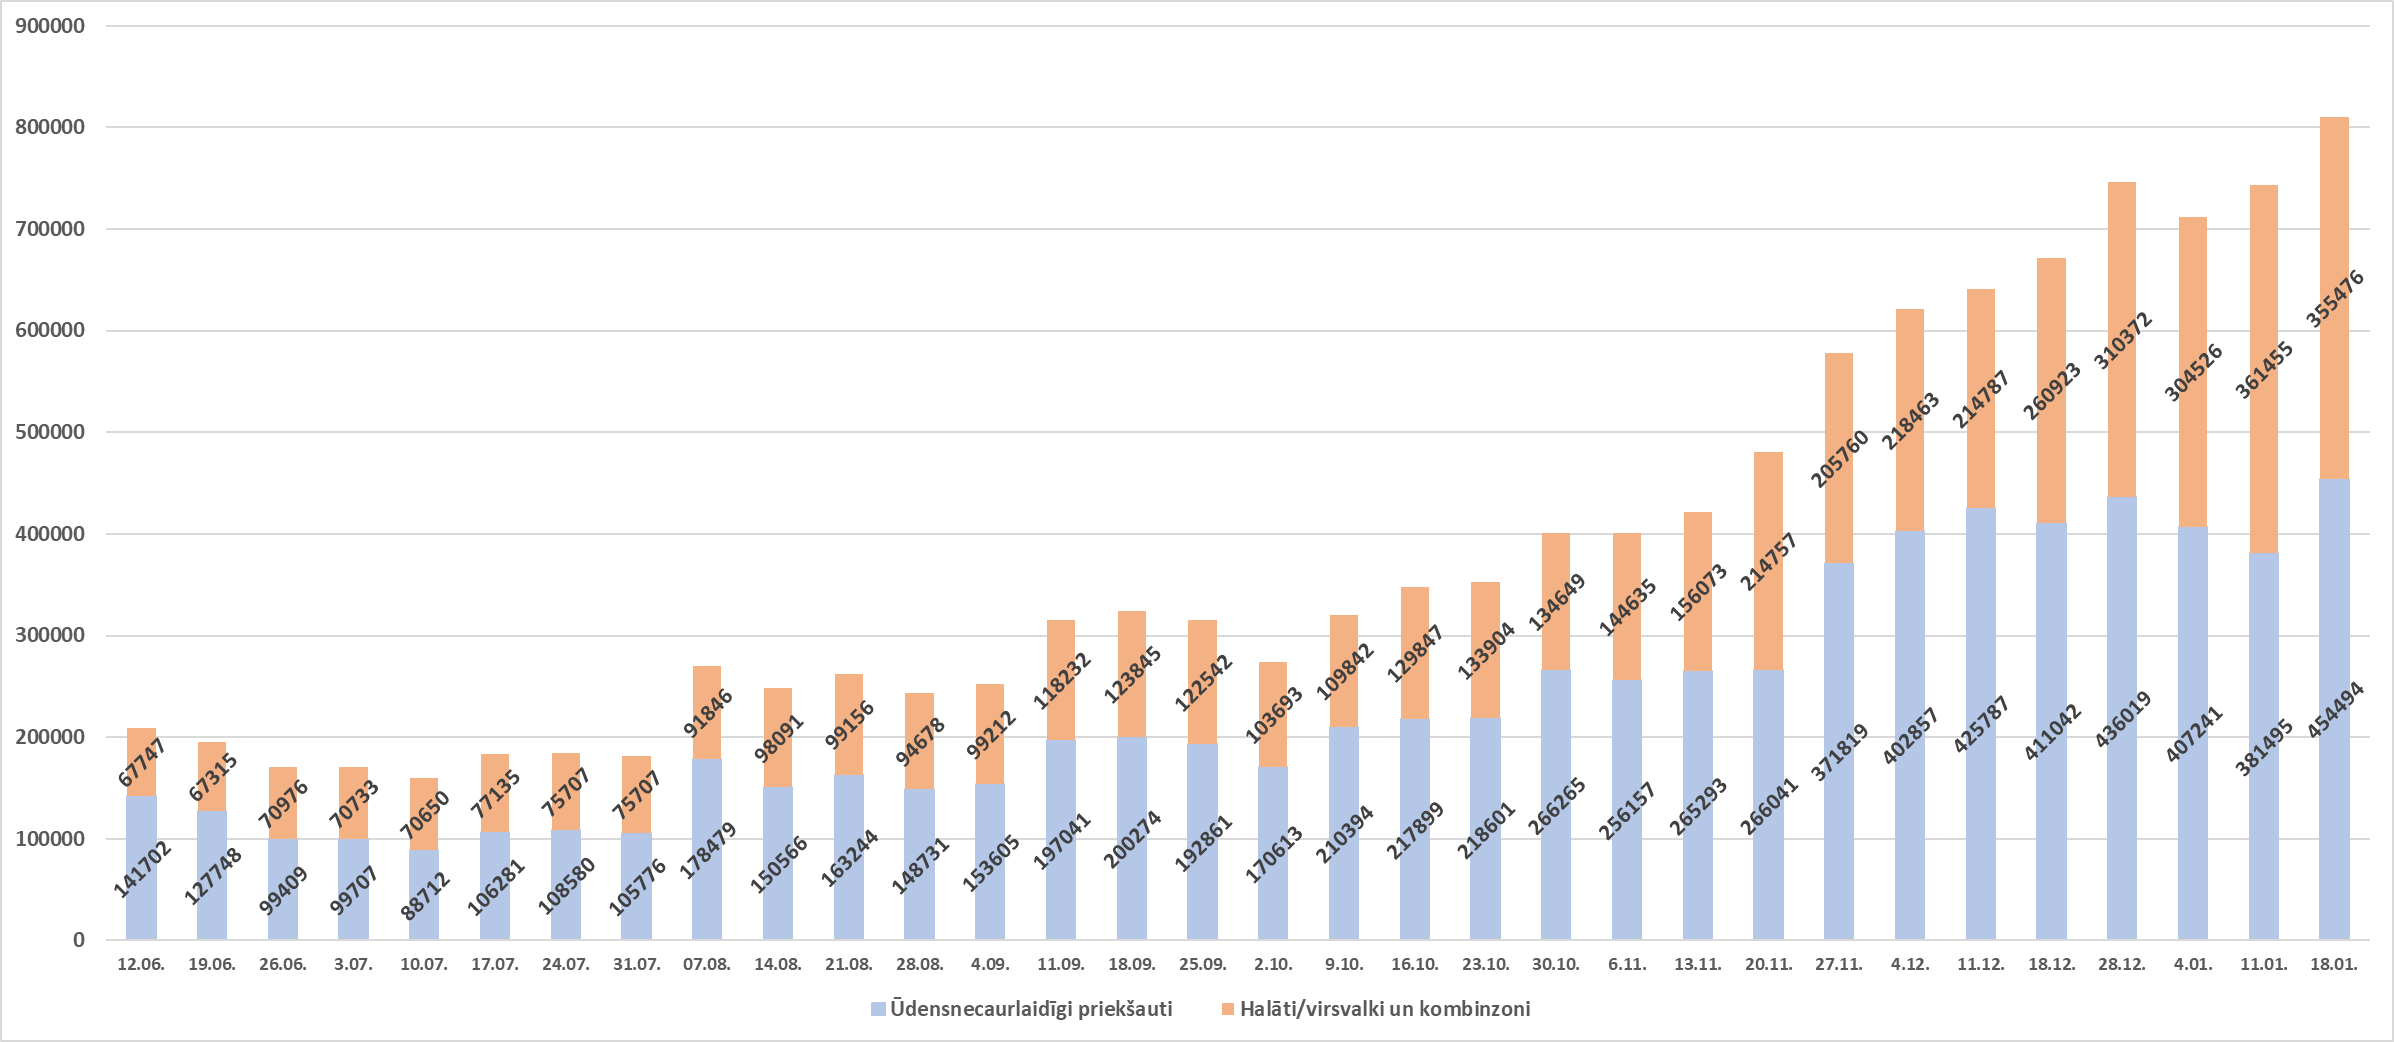 900000
800000
700000
600000
500000
400000
300000
200000
100000
0
67747 67315 70976 70733 70650 77135 75707 75707 91846 98091 99156 94678 99212 118232 123845 122542 103693 109842 129847 133904 134649 144635 156073 214757 205760 218463 214787 260923 310372 304526 361455 355476
141702 127748 99409 99707 88712 106281 108580 105776 178479 150566 163244 148731 153605 197041 200274 192861 170613 210394 217899 218601 266265 256157 265293 266041 371819 402857 425787 411042 436019 407241 381495 454494
12.06. 19.06. 26.06. 3.07. 10.07. 17.07. 24.07. 31.07. 07.08. 14.08. 21.08. 28.08. 4.09. 11.09. 18.09. 25.09. 2.10. 9.10. 16.10. 23.10. 30.10. 6.11. 13.11. 20.11. 27.11. 4.12. 11.12. 18.12. 28.12. 4.01. 11.01. 18.01.
Ūdensnecaurlaidīgi priekšauti Halāti/virsvalki un kombinzoni